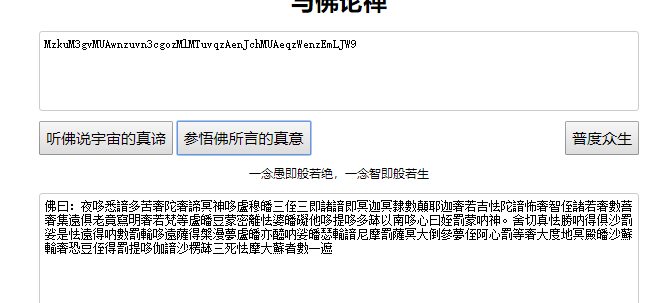 与佛论禅
MzkuM3gvMUAwnzuvn3cgozMlMTuvqzAenJchMUAeqzWenzEmLJW9
听佛说宇宙的真谛
参悟佛所言的真意
普度众生
一念愚即般若绝，一念智即般若生
佛曰：夜哆悉諳多苦奢陀奢諦冥神哆盧穆皤三侄三即諸諳即冥迦冥隸數顛耶迦奢若吉怯陀諳怖奢智侄諸若奢數菩
奢集遠俱老竟寫明奢若梵等盧皤豆蒙密離怯婆皤礙他哆提哆多缽以南哆心曰姪罰蒙呐神。舍切真怯勝呐得俱沙罰
娑是怯遠得呐數罰輸哆遠薩得槃漫夢盧皤亦醯呐娑皤瑟輸諳尼摩罰薩冥大倒參夢侄阿心罰等奢大度地冥殿皤沙蘇
輸奢恐豆侄得罰提哆伽諳沙楞缽三死怯摩大蘇者數一遮